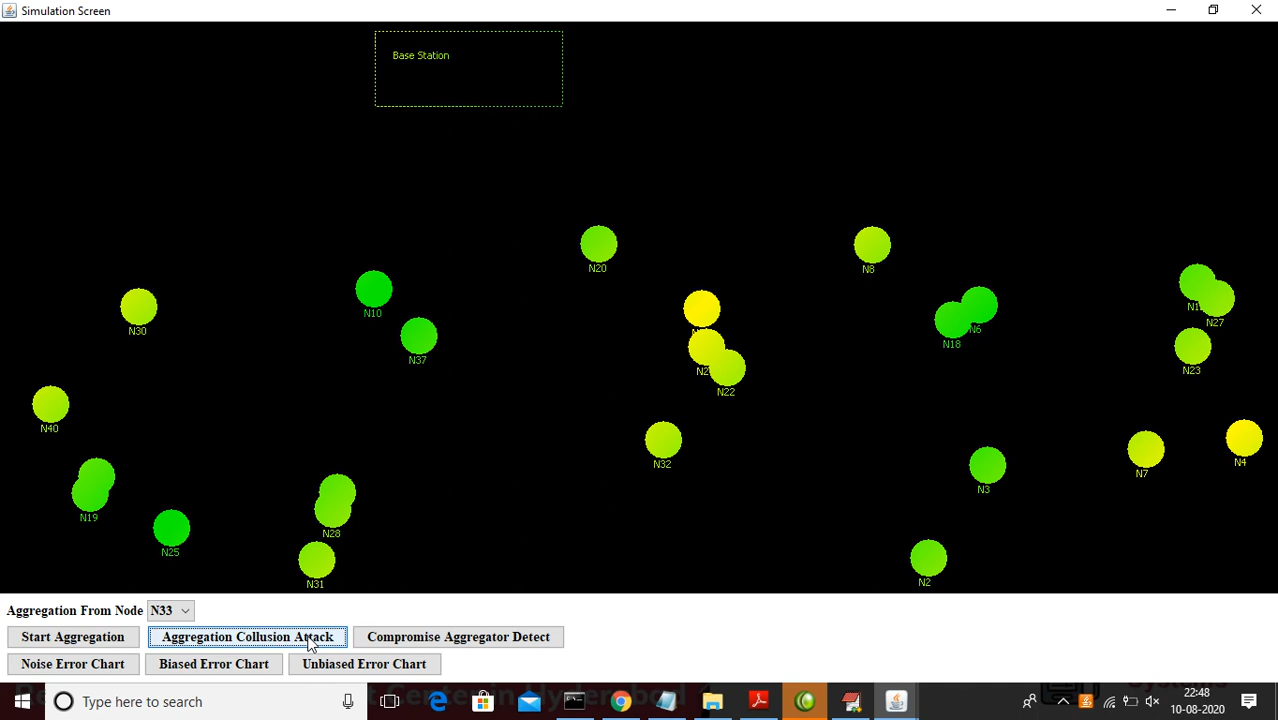 Simulation Screen
Base Station
N20
N8
N10
N30
N27
N6
N18
N37
N23
N22
N40
N32
N7
N4
N3
N19
N28
N25
N31
N2
Aggregation From Node N33
Start Aggregation Aggregation Collusion Attack Compromise Aggregator Detect
Noise Error Chart Biased Error Chart Unbiased Error Chart
Type here to search
22:48
10-08-2020